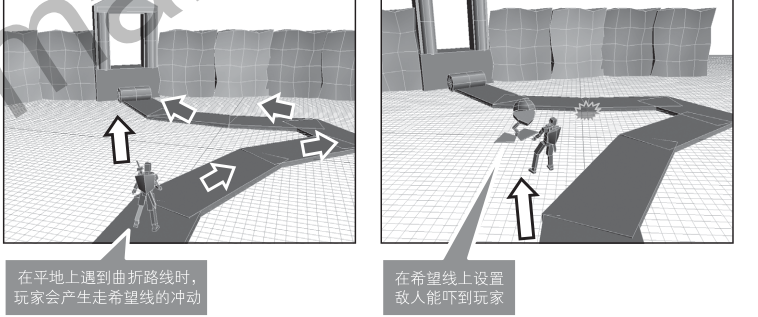 在平地上遇到曲折路线时，
玩家会产生走希望线的冲动
在希望线上设置
敌人能吓到玩家